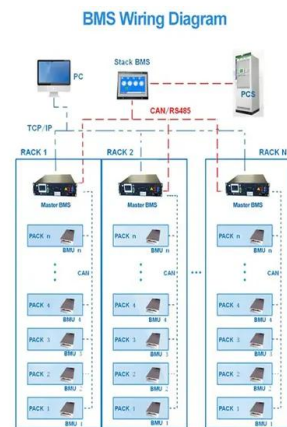 BMS Wiring Diagram
Stack BMS
PC
PCS
CAN/RS485
TCP/IP
RACK 1
RACK 2
RACK N
Master BMS
Master BMS
Master BMS
PACK n
PACK n
PACK n
BMU n
BMU n
BMU n
CAN
CAN
CAN
PACK 4
PACK 4
PACK 4
BMU 4
BMU 4
BMU 4
PACK 3
PACK 3
PACK 3
BMU 3
BMU
BMU
PACK 2
PACK 2
PACK 2
BMU 2
BMU 2
BMU 2
PACK 1
PACK 1
PACK 1
BMU 1
BMU 1
BMU 1